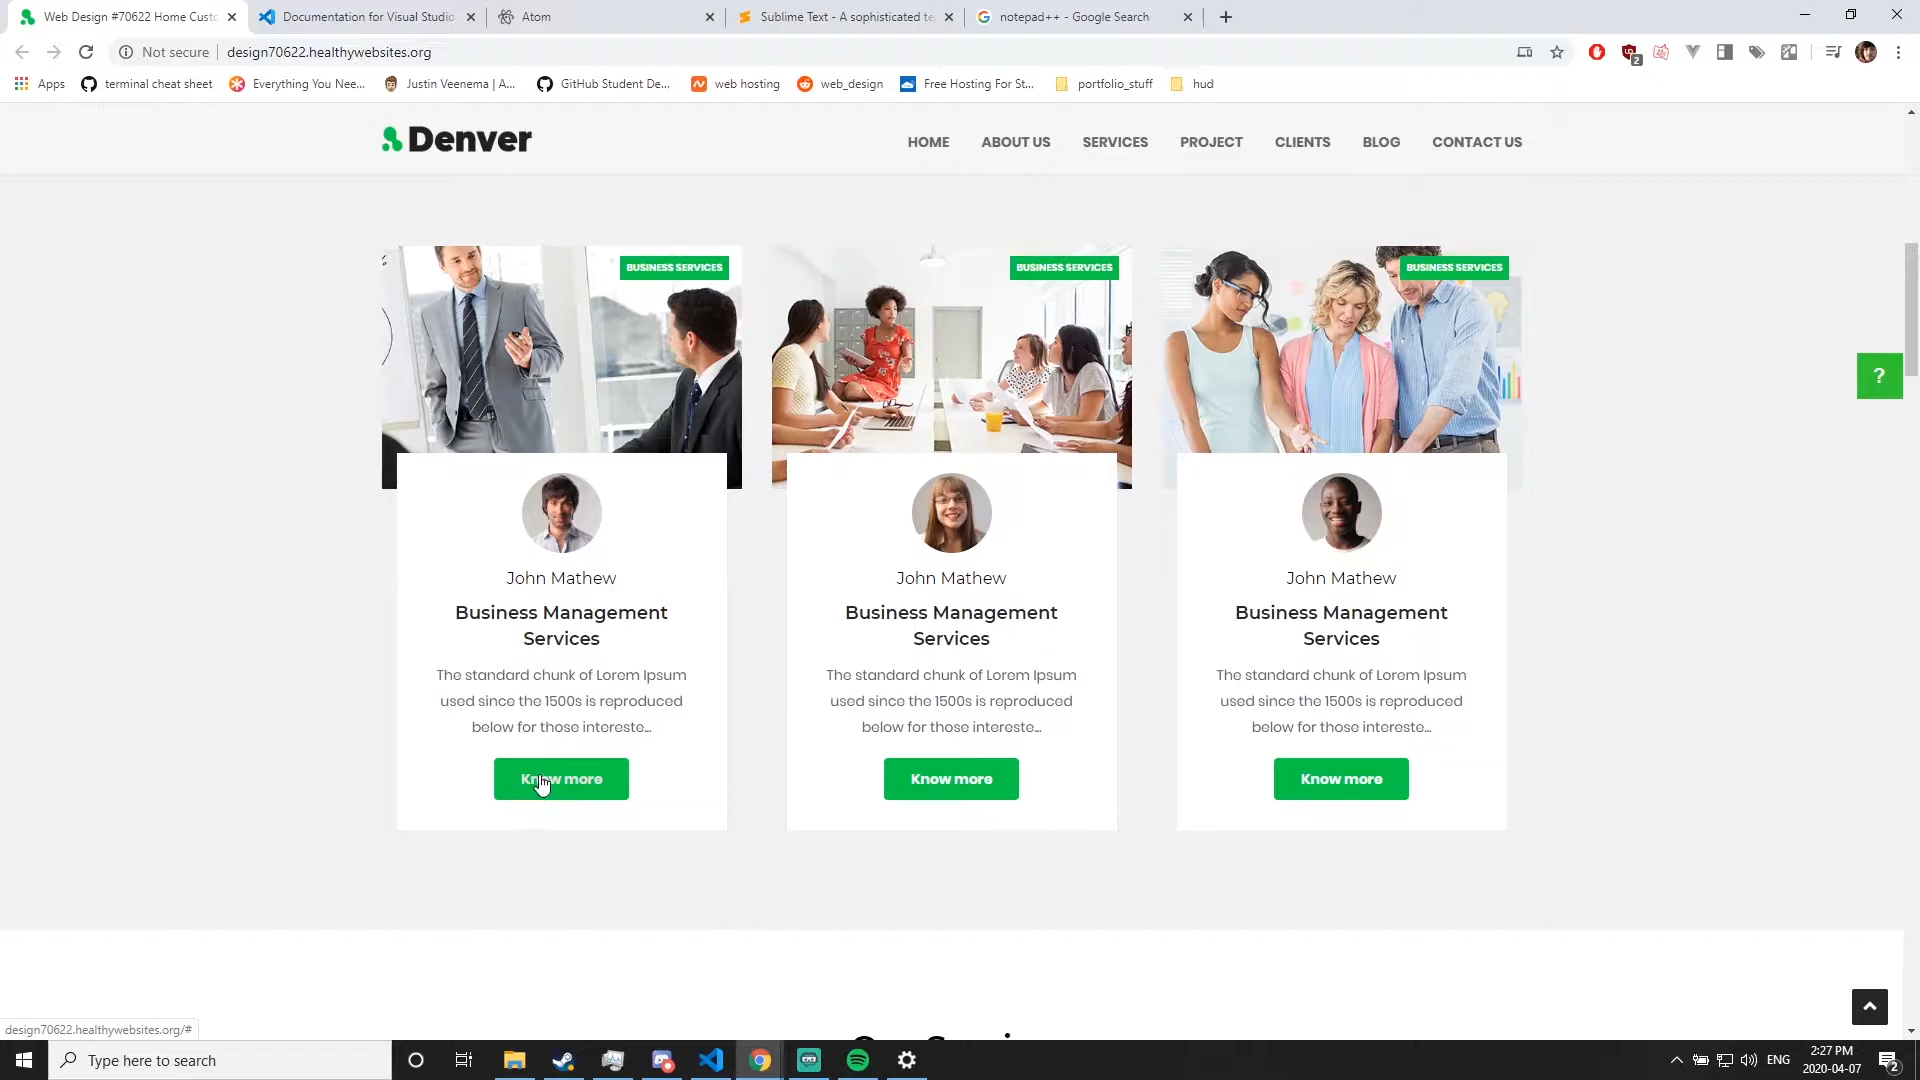 Web Design #70622 Home Custo
Documentation for Visual Studio
Atom
Sublime Text - A sophisticated te
notepad++ - Google Search
Not secure
design70622.healthywebsites.org
2
Apps
terminal cheat sheet
Everything You Nee...
Justin Veenema | A...
GitHub Student De...
web hosting
web_design
Free Hosting For St...
portfolio_stuff
hud
Denver
HOME
ABOUT US
SERVICES
PROJECT
CLIENTS
BLOG
CONTACT US
BUSINESS SERVICES
BUSINESS SERVICES
BUSINESS SERVICES
?
John Mathew
Business Management
Services
The standard chunk of Lorem Ipsum
used since the 1500s is reproduced
below for those intereste...
Know more
John Mathew
Business Management
Services
The standard chunk of Lorem Ipsum
used since the 1500s is reproduced
below for those intereste...
Know more
John Mathew
Business Management
Services
The standard chunk of Lorem Ipsum
used since the 1500s is reproduced
below for those intereste...
Know more
design70622.healthywebsites.org/#
Type here to search
ENG
2:27 PM
2020-04-07
2